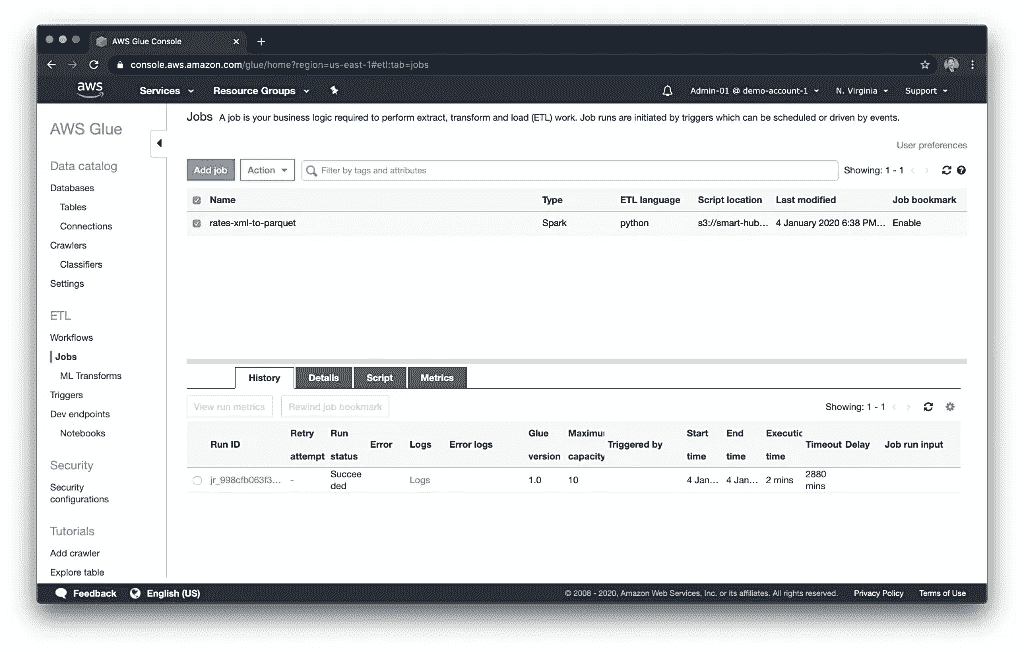 AWS Glue Console
console.aws.amazon.com/glue/home?region=us-east-1#etl:tab=jobs
aws Services Resource Groups Admin-01 @ demo-account-1 N. Virginia Support
AWS Glue
Data catalog
Databases
Tables
Connections
Crawlers
Classifiers
Settings
ETL
Workflows
Jobs
ML Transforms
Triggers
Dev endpoints
Notebooks
Security
Security
configurations
Tutorials
Add crawler
Explore table
Jobs A job is your business logic required to perform extract, transform and load (ETL) work. Job runs are initiated by triggers which can be scheduled or driven by events.
User preferences
Add job Action Filter by tags and attributes Showing: 1 - 1
Name Type ETL language Script location Last modified Job bookmark
rates-xml-to-parquet Spark python s3://smart-hub... 4 January 2020 6:38 PM... Enable
History Details Script Metrics
View run metrics Rewind job bookmark Showing: 1 - 1
Retry Run Glue Maximu Start End Executio
Run ID Error Logs Error logs Triggered by Timeout Delay Job run input
attempt status version capacity time time time
jr_998cfb063f3... - Succee Logs 1.0 10 4 Jan... 4 Jan... 2 mins 2880
ded mins
Feedback English (US) © 2008 - 2020, Amazon Web Services, Inc. or its affiliates. All rights reserved. Privacy Policy Terms of Use